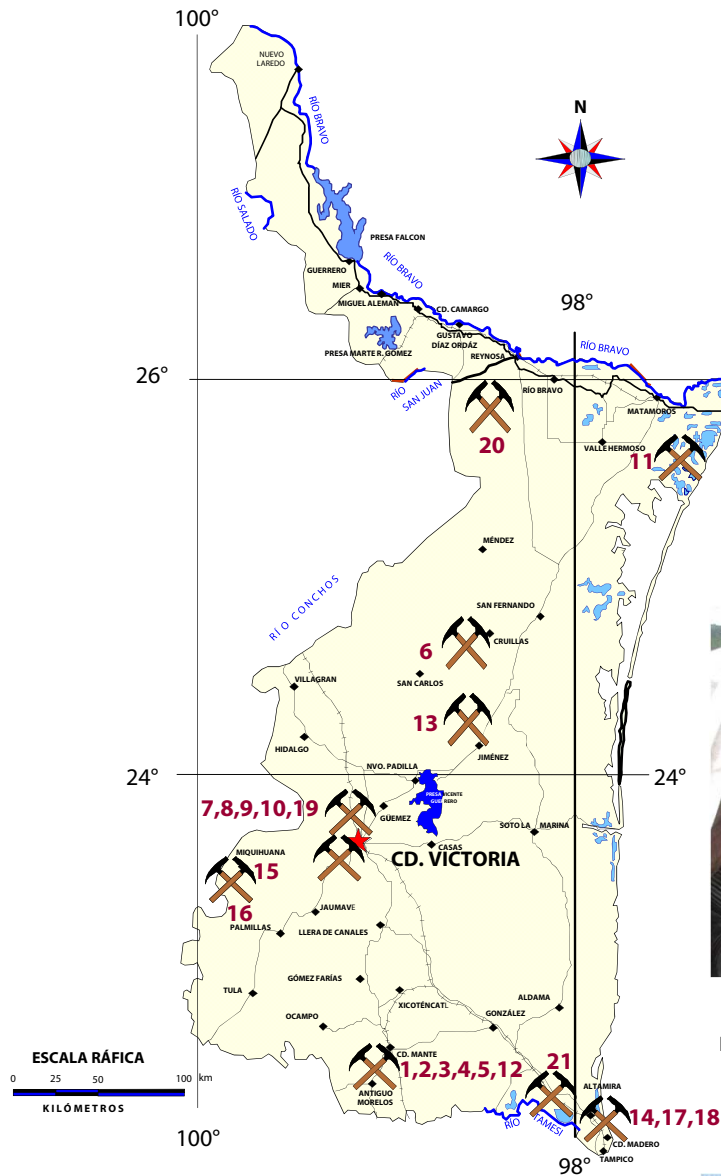 100°
NUEVO
LAREDO
RÍO BRAVO
N
RÍO SALADO
PRESA FALCON
GUERRERO
RÍO BRAVO
MIER
MIGUEL ALEMAN
CD. CAMARGO
98°
GUSTAVO
DÍAZ ORDÁZ
PRESA MARTE R. GOMEZ
REYNOSA
RÍO BRAVO
26°
RÍO
SAN JUAN
RÍO BRAVO
MATAMOROS
20
VALLE HERMOSO
11
MÉNDEZ
RÍO CONCHOS
SAN FERNANDO
CRUILLAS
6
SAN CARLOS
VILLAGRAN
13
HIDALGO
JIMÉNEZ
NVO. PADILLA
24°
PRESA VICENTE
GUERRERO
7,8,9,10,19
GÜEMEZ
SOTO LA MARINA
CASAS
CD. VICTORIA
MIQUIHUANA
15
16
JAUMAVE
PALMILLAS
LLERA DE CANALES
GÓMEZ FARÍAS
TULA
XICOTÉNCATL
ALDAMA
OCAMPO
GONZÁLEZ
ESCALA RÁFICA
0 25 50 100 km
KILÓMETROS
CD. MANTE
1,2,3,4,5,12
21
ANTIGUO
MORELOS
ALTAMIRA
RÍO
TAMESI
14,17,18
CD. MADERO
TAMPICO
100°
98°